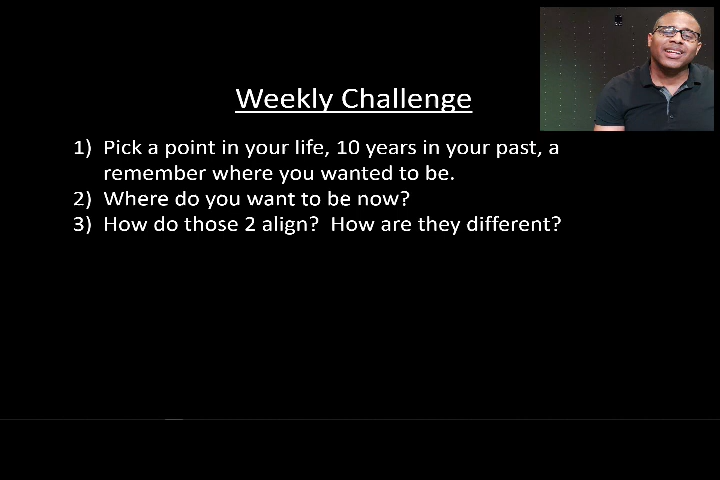 Weekly Challenge
1) Pick a point in your life, 10 years in your past, a
remember where you wanted to be.
2) Where do you want to be now?
3) How do those 2 align? How are they different?